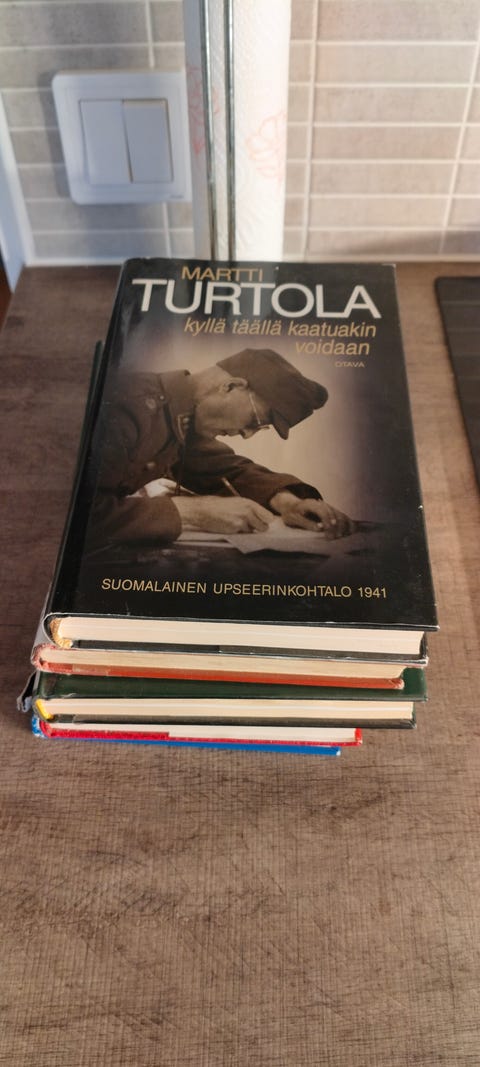 MARTTI
TURTOLA
kyllä täällä kaatuakin
voidaan
OTAVA
SUOMALAINEN UPSEERINKOHTALO 1941